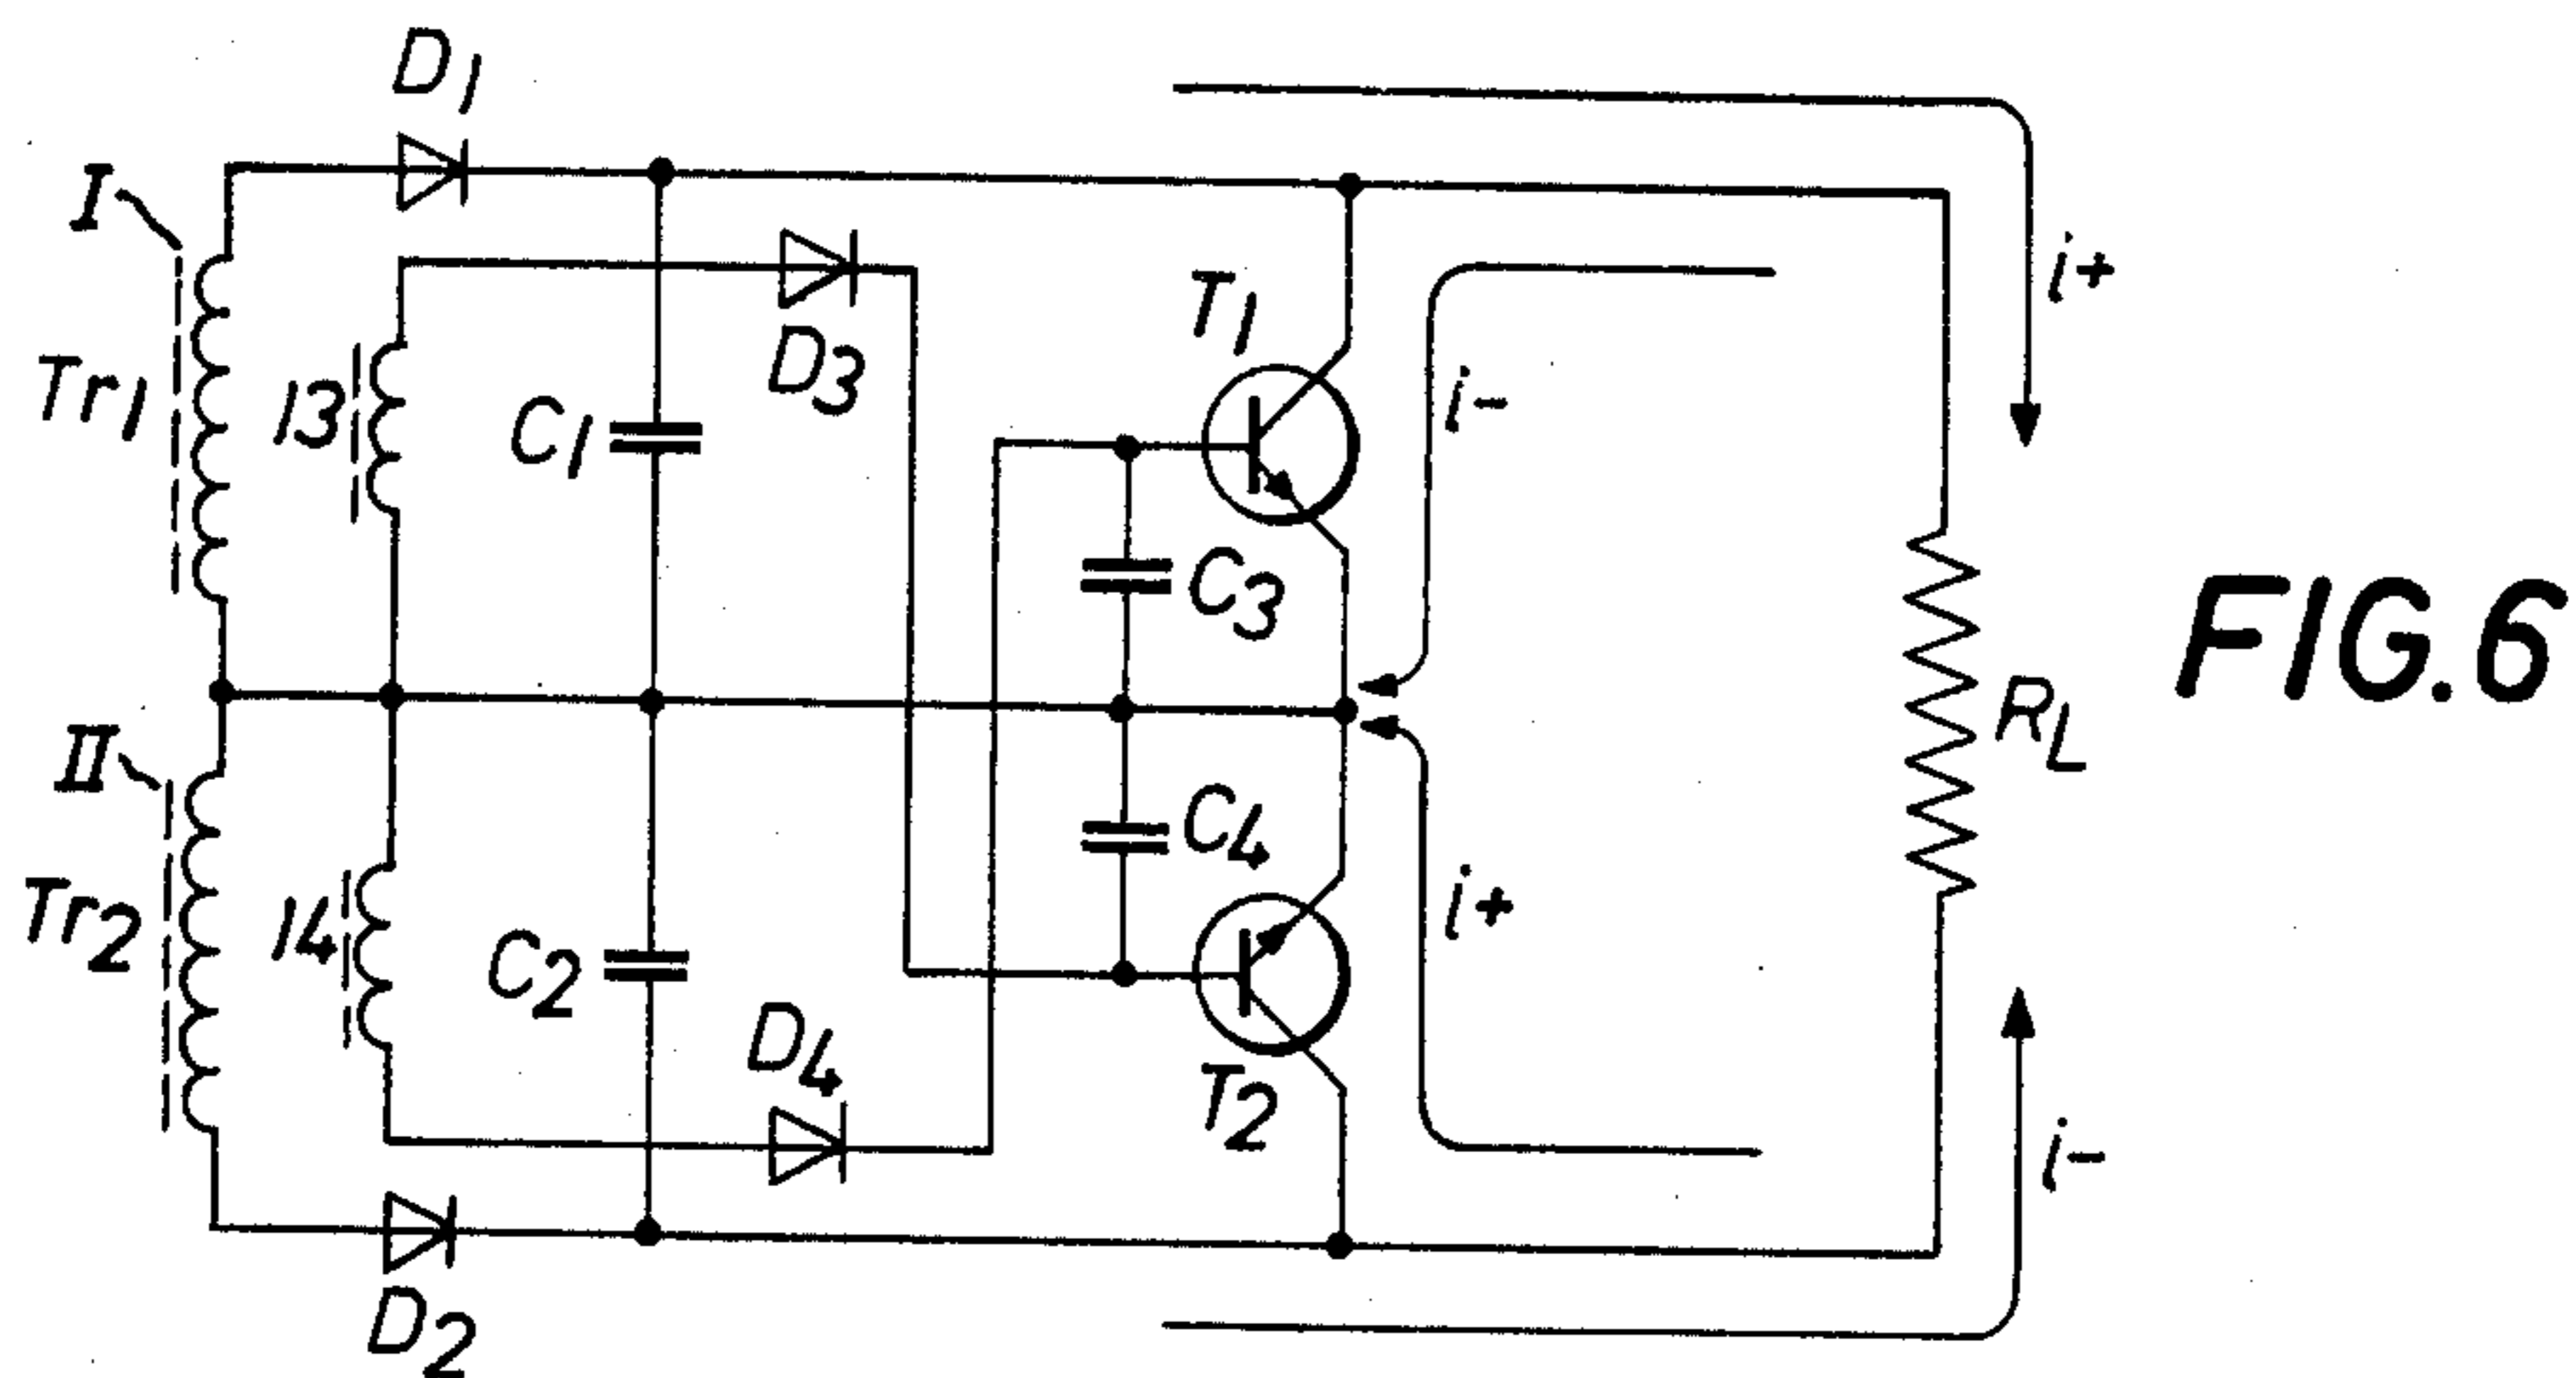 D1
I
Tr1
13
C1
D3
T1
i-
i+
C3
FIG.6
RL
II
Tr2
14
C2
D4
C4
T2
i+
i-
D2